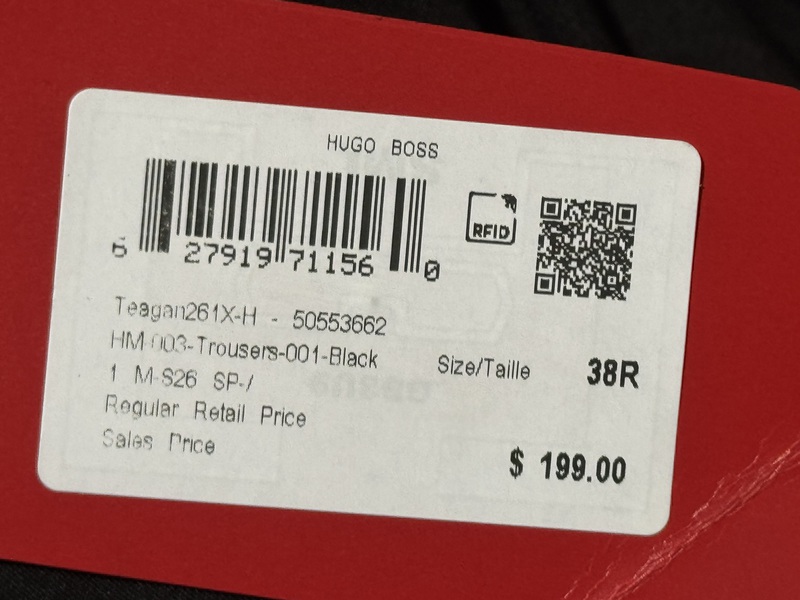 HUGO BOSS
RFID
6 27919 71156 0
Teagan261X-H - 50553662
HM-003-Trousers-001-Black
Size/Taille 38R
1 M-S26 SP-/
Regular Retail Price
Sales Price
$ 199.00